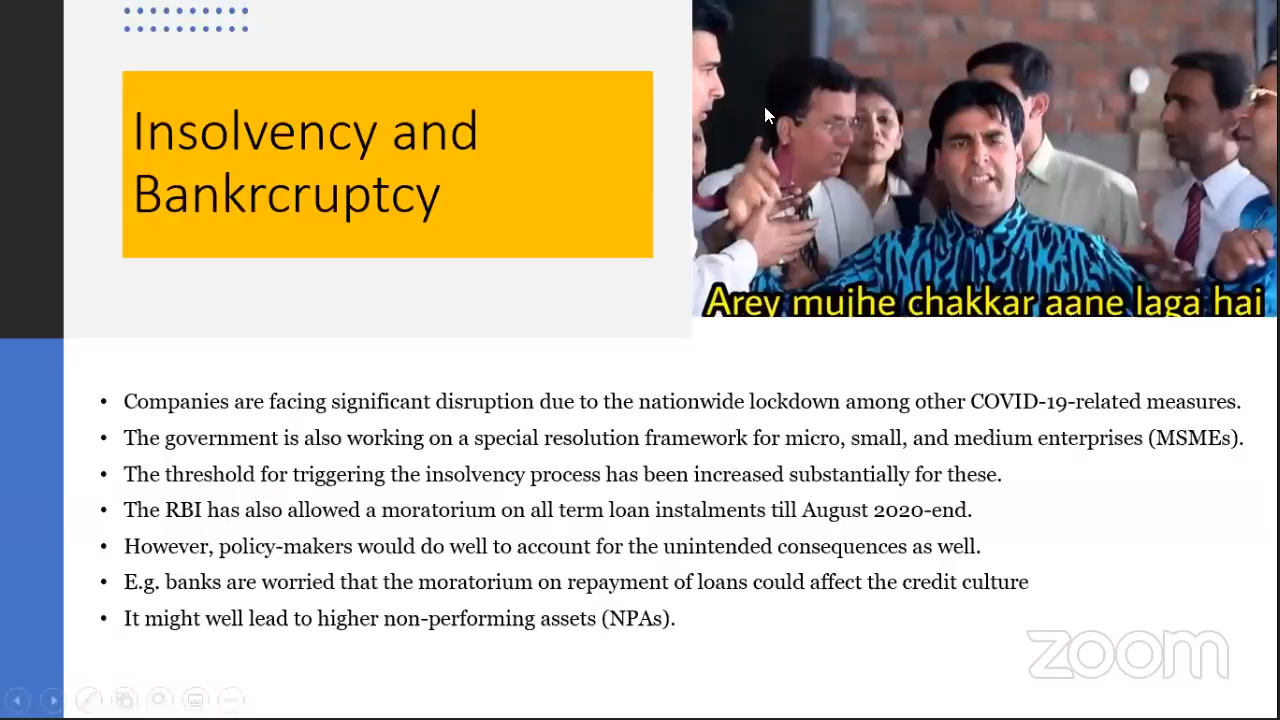 Insolvency and
Bankrcruptcy
Arey mujhe chakkar aane laga hai
• Companies are facing significant disruption due to the nationwide lockdown among other COVID-19-related measures.
• The government is also working on a special resolution framework for micro, small, and medium enterprises (MSMEs).
• The threshold for triggering the insolvency process has been increased substantially for these.
• The RBI has also allowed a moratorium on all term loan instalments till August 2020-end.
• However, policy-makers would do well to account for the unintended consequences as well.
• E.g. banks are worried that the moratorium on repayment of loans could affect the credit culture
• It might well lead to higher non-performing assets (NPAs).
zoom